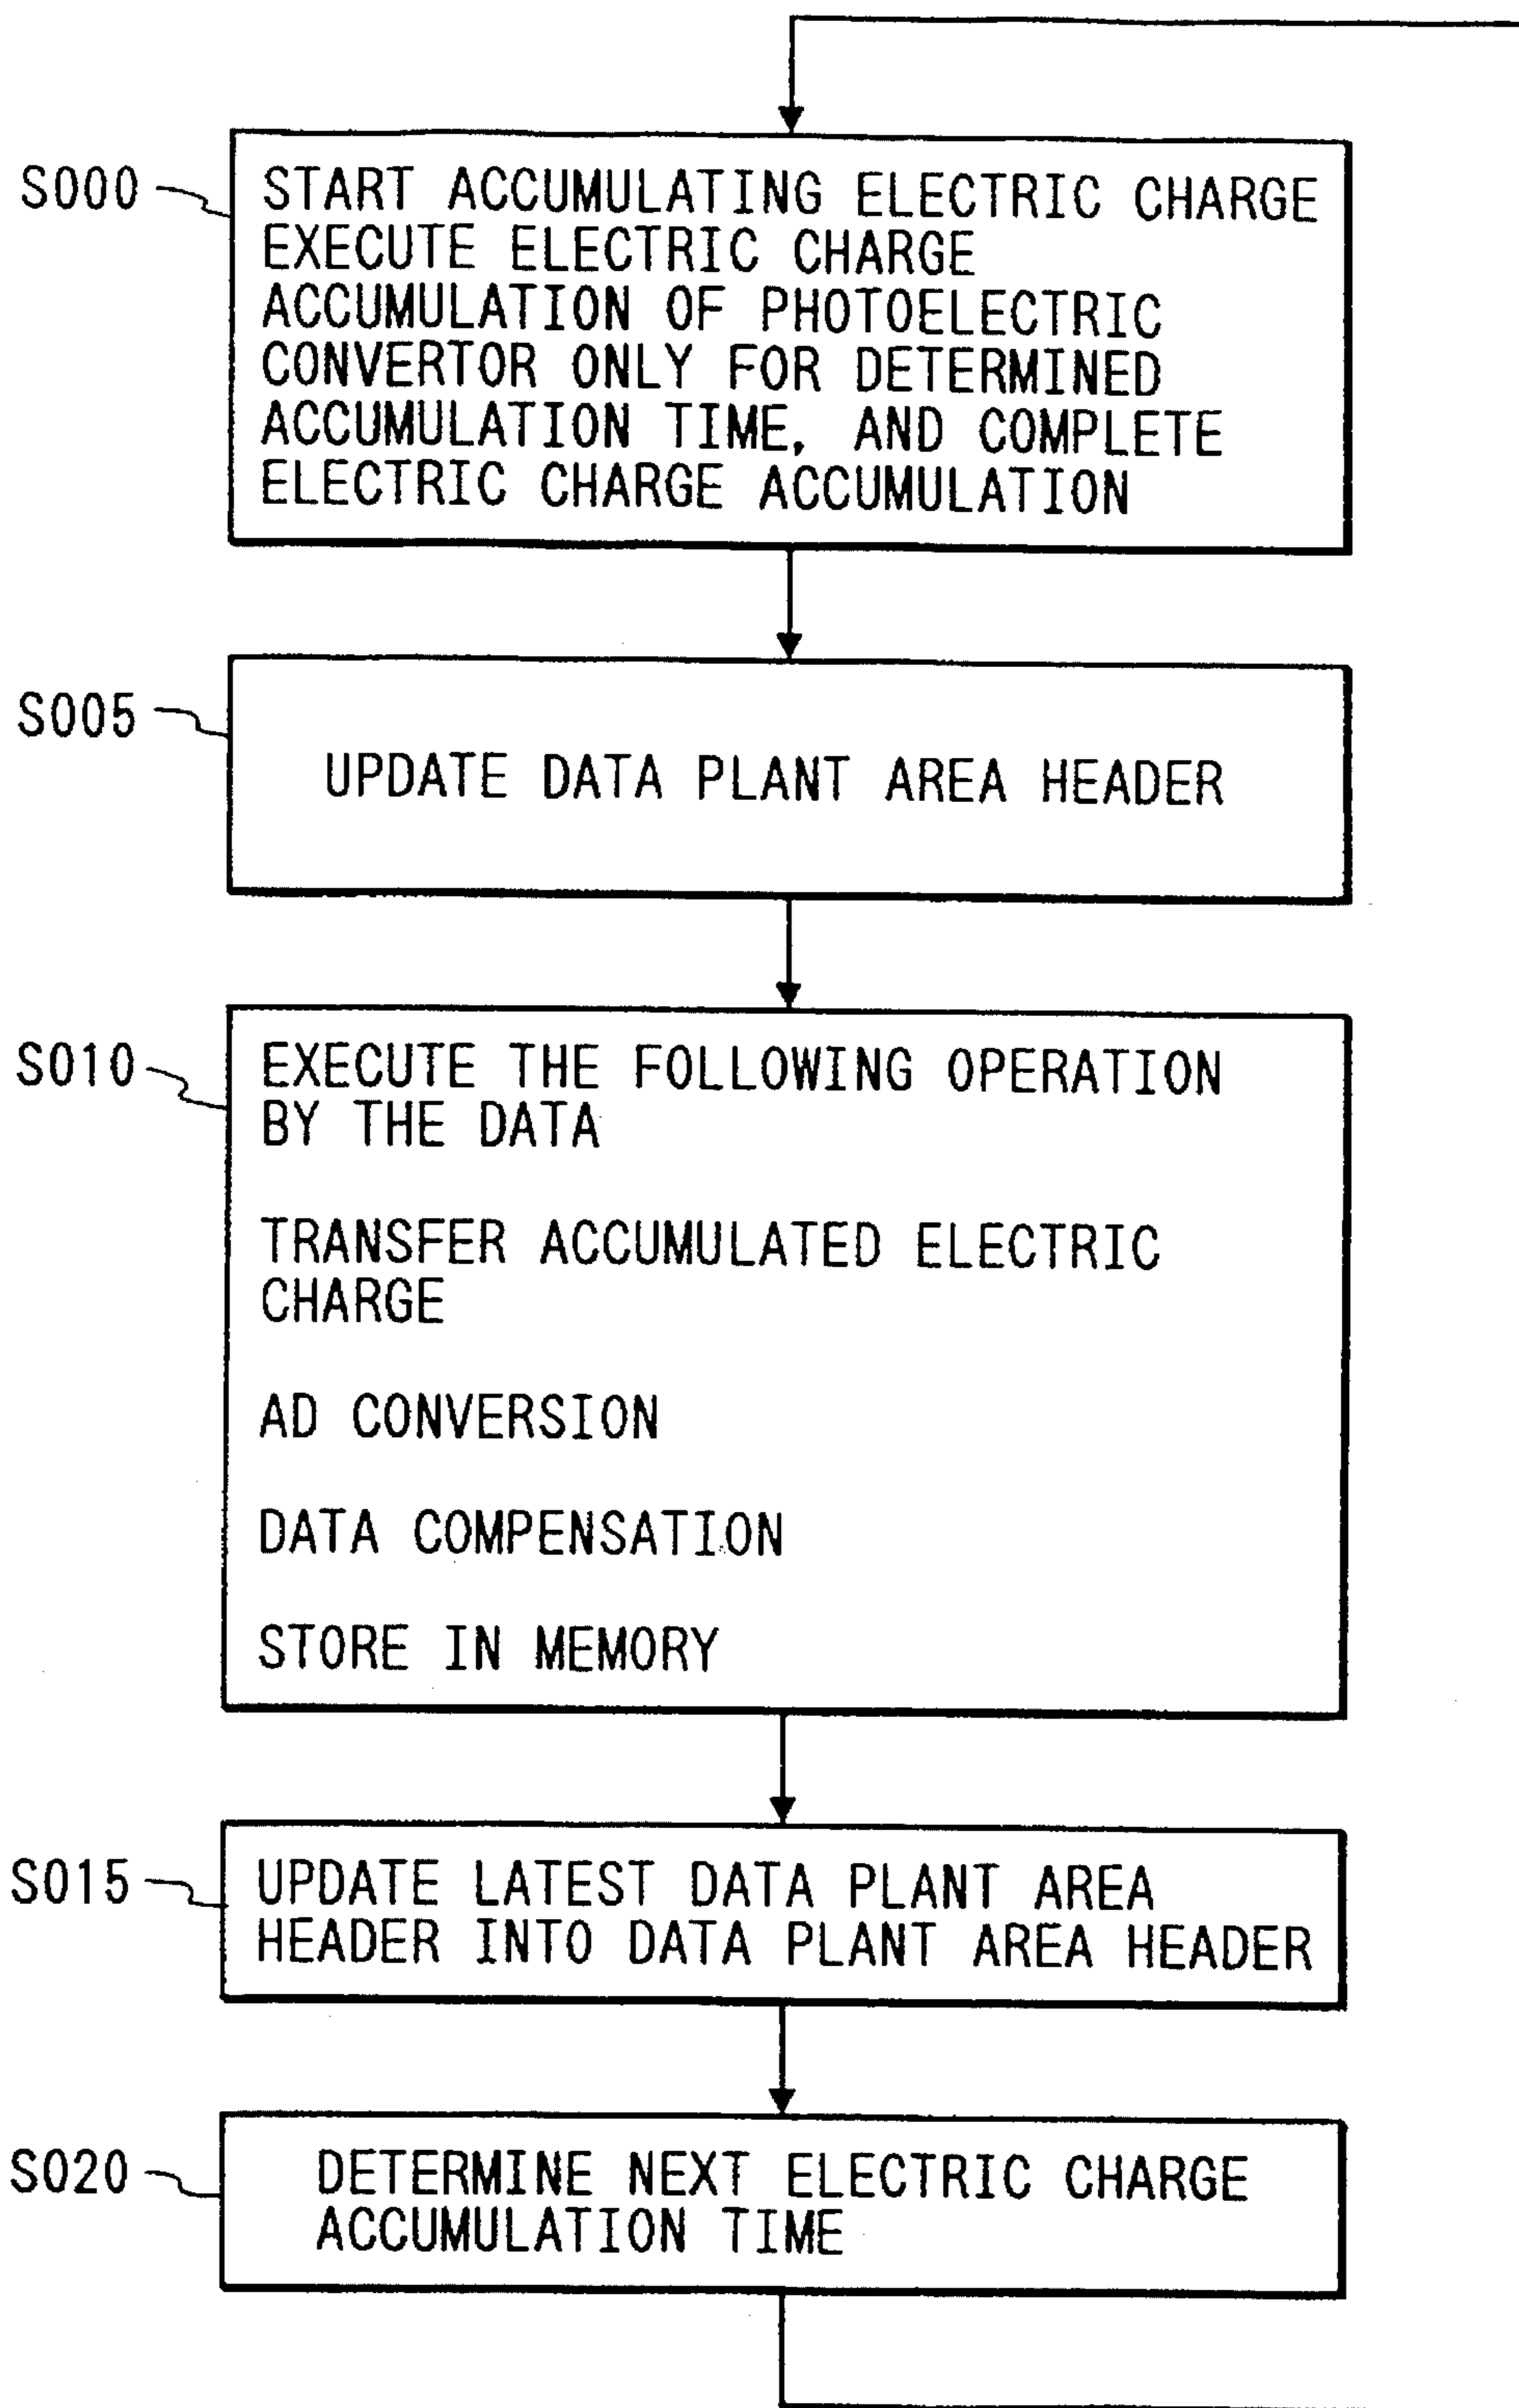 S000
START ACCUMULATING ELECTRIC CHARGE
EXECUTE ELECTRIC CHARGE
ACCUMULATION OF PHOTOELECTRIC
CONVERTOR ONLY FOR DETERMINED
ACCUMULATION TIME, AND COMPLETE
ELECTRIC CHARGE ACCUMULATION
S005
UPDATE DATA PLANT AREA HEADER
S010
EXECUTE THE FOLLOWING OPERATION
BY THE DATA
TRANSFER ACCUMULATED ELECTRIC
CHARGE
AD CONVERSION
DATA COMPENSATION
STORE IN MEMORY
S015
UPDATE LATEST DATA PLANT AREA
HEADER INTO DATA PLANT AREA HEADER
S020
DETERMINE NEXT ELECTRIC CHARGE
ACCUMULATION TIME